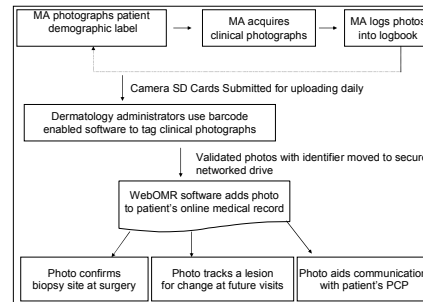 MA photographs patient
demographic label
MA acquires
clinical photographs
MA logs photos
into logbook
Camera SD Cards Submitted for uploading daily
Dermatology administrators use barcode
enabled software to tag clinical photographs
Validated photos with identifier moved to secure
networked drive
WebOMR software adds photo
to patient's online medical record
Photo confirms
biopsy site at surgery
Photo tracks a lesion
for change at future visits
Photo aids communication
with patient's PCP